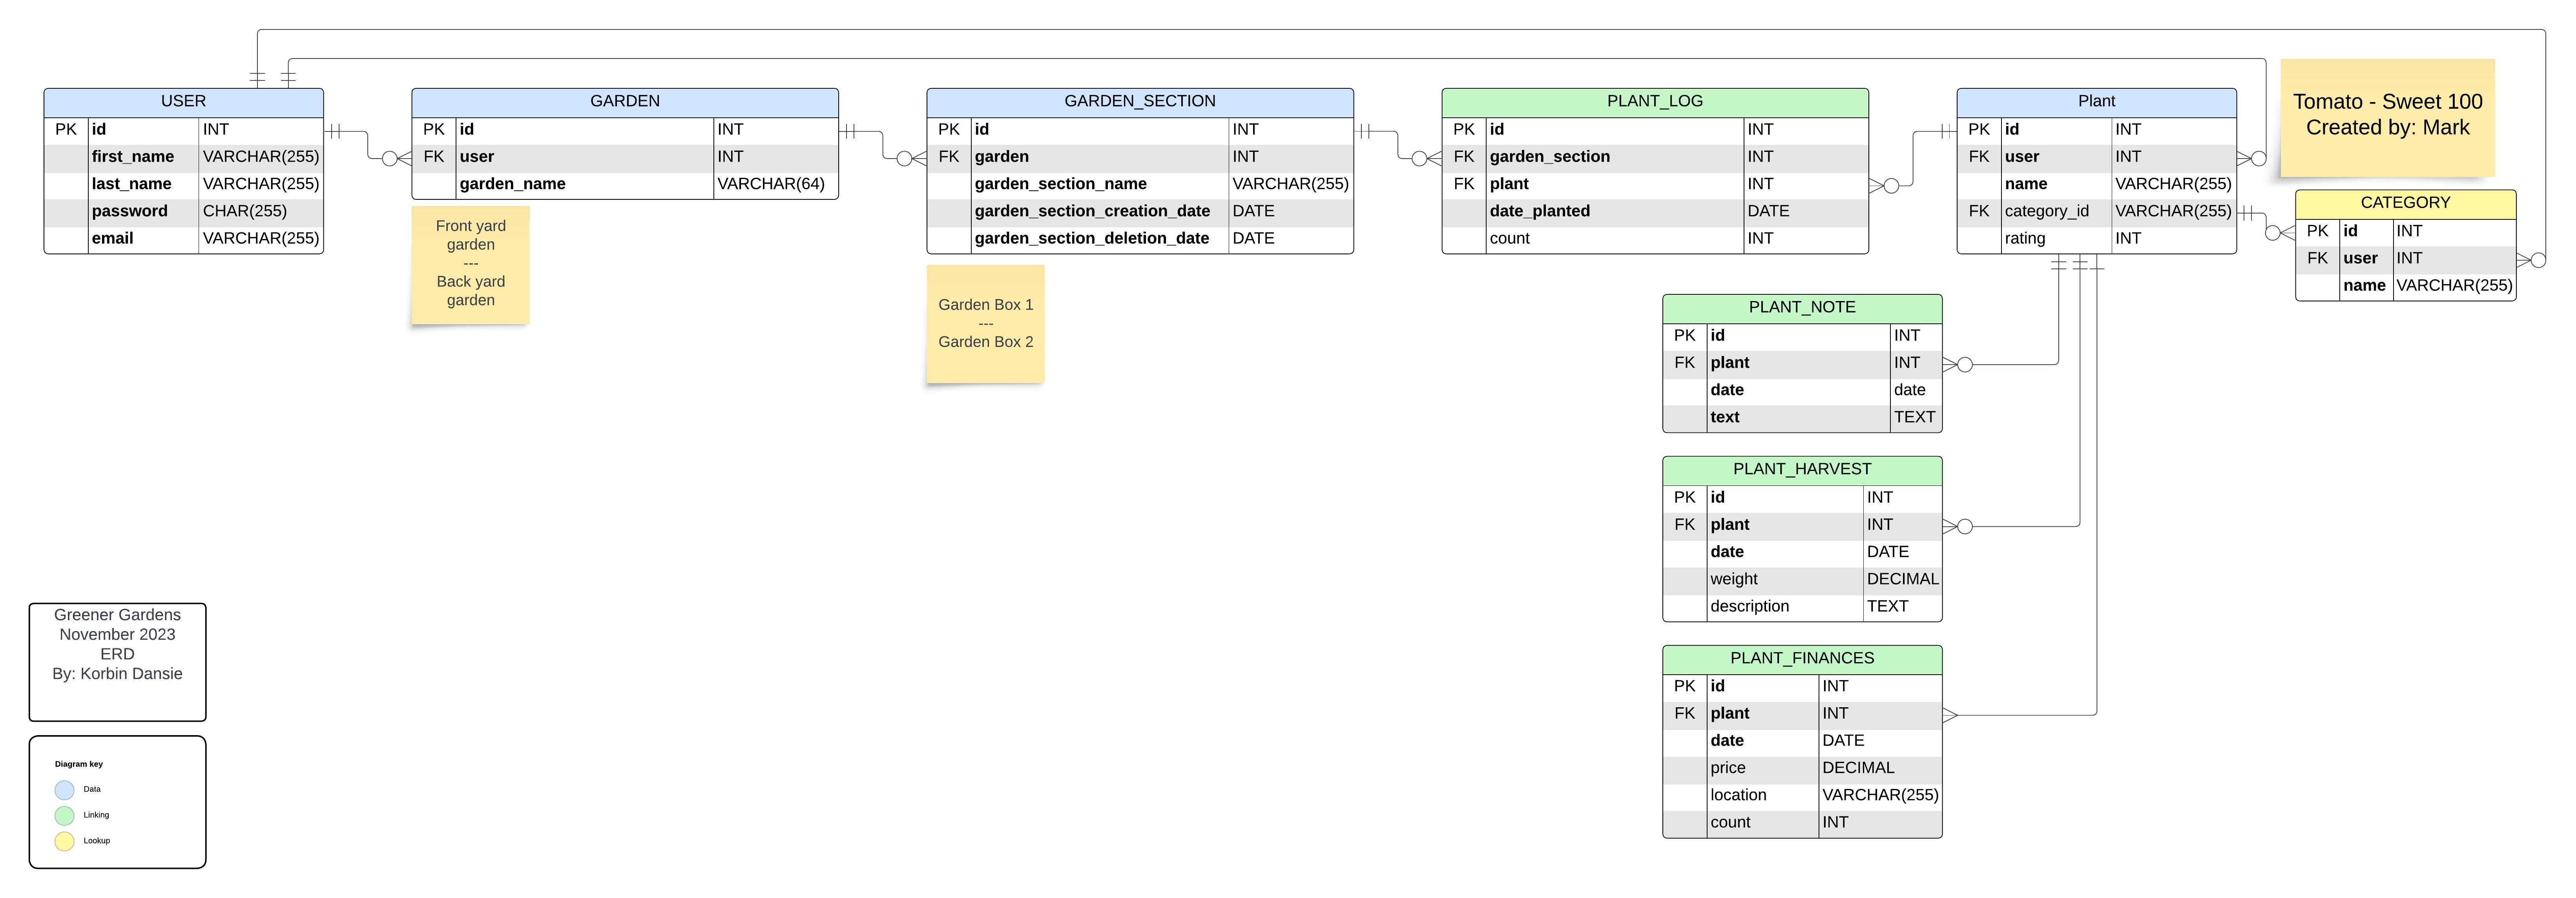 USER
PK id INT
first_name VARCHAR(255)
last_name VARCHAR(255)
password CHAR(255)
email VARCHAR(255)
GARDEN
PK id INT
FK user INT
garden_name VARCHAR(64)
Front yard
garden
---
Back yard
garden
GARDEN_SECTION
PK id INT
FK garden INT
garden_section_name VARCHAR(255)
garden_section_creation_date DATE
garden_section_deletion_date DATE
Garden Box 1
---
Garden Box 2
PLANT_LOG
PK id INT
FK garden_section INT
FK plant INT
date_planted DATE
count INT
Plant
PK id INT
FK user INT
name VARCHAR(255)
FK category_id VARCHAR(255)
rating INT
Tomato - Sweet 100
Created by: Mark
CATEGORY
PK id INT
FK user INT
name VARCHAR(255)
PLANT_NOTE
PK id INT
FK plant INT
date date
text TEXT
PLANT_HARVEST
PK id INT
FK plant INT
date DATE
weight DECIMAL
description TEXT
PLANT_FINANCES
PK id INT
FK plant INT
date DATE
price DECIMAL
location VARCHAR(255)
count INT
Greener Gardens
November 2023
ERD
By: Korbin Dansie
Diagram key
Data
Linking
Lookup